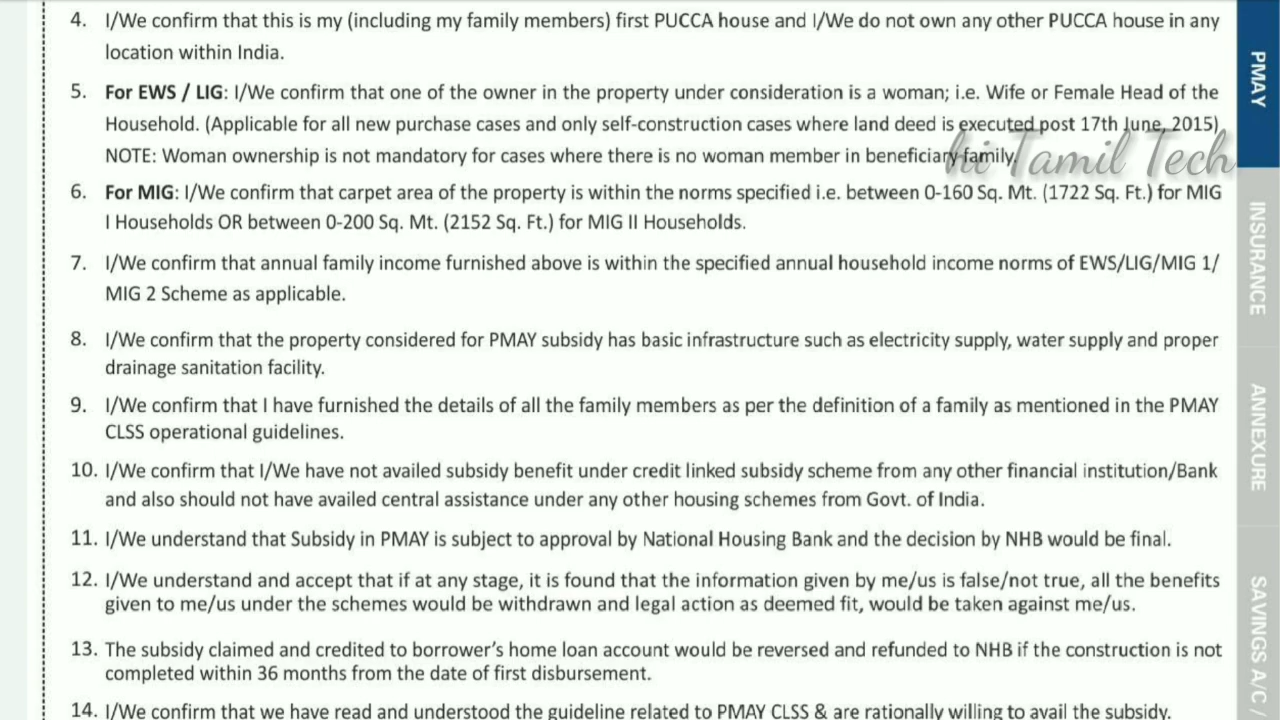 4. I/We confirm that this is my (including my family members) first PUCCA house and I/We do not own any other PUCCA house in any
location within India.
5. For EWS / LIG: I/We confirm that one of the owner in the property under consideration is a woman; i.e. Wife or Female Head of the
Household. (Applicable for all new purchase cases and only self-construction cases where land deed is executed post 17th June, 2015)
NOTE: Woman ownership is not mandatory for cases where there is no woman member in beneficiary family.
hi Tamil Tech
6. For MIG: I/We confirm that carpet area of the property is within the norms specified i.e. between 0-160 Sq. Mt. (1722 Sq. Ft.) for MIG
I Households OR between 0-200 Sq. Mt. (2152 Sq. Ft.) for MIG II Households.
7. I/We confirm that annual family income furnished above is within the specified annual household income norms of EWS/LIG/MIG 1/
MIG 2 Scheme as applicable.
8. I/We confirm that the property considered for PMAY subsidy has basic infrastructure such as electricity supply, water supply and proper
drainage sanitation facility.
9. I/We confirm that I have furnished the details of all the family members as per the definition of a family as mentioned in the PMAY
CLSS operational guidelines.
10. I/We confirm that I/We have not availed subsidy benefit under credit linked subsidy scheme from any other financial institution/Bank
and also should not have availed central assistance under any other housing schemes from Govt. of India.
11. I/We understand that Subsidy in PMAY is subject to approval by National Housing Bank and the decision by NHB would be final.
12. I/We understand and accept that if at any stage, it is found that the information given by me/us is false/not true, all the benefits
given to me/us under the schemes would be withdrawn and legal action as deemed fit, would be taken against me/us.
13. The subsidy claimed and credited to borrower's home loan account would be reversed and refunded to NHB if the construction is not
completed within 36 months from the date of first disbursement.
14. I/We confirm that we have read and understood the guideline related to PMAY CLSS & are rationally willing to avail the subsidy.
PMAY
INSURANCE
ANNEXURE
SAVINGS A/C /